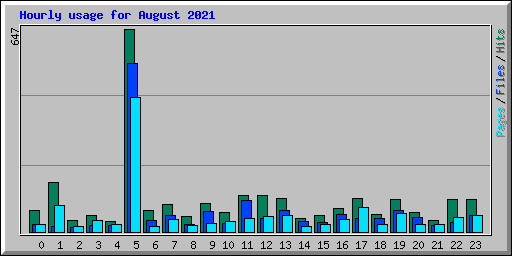 Hourly usage for August 2021
647
Pages / Files / Hits
0 1 2 3 4 5 6 7 8 9 10 11 12 13 14 15 16 17 18 19 20 21 22 23